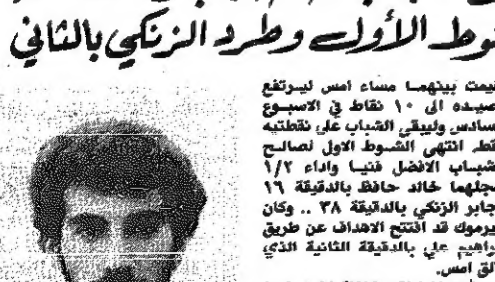 وط الأول وطرد الزنكي بالثاني
يمت بينهما مساء امس ليرتفع
صيده الى ١٠ نقاط في الاسبوع
سادس وليبقي الشباب على نقطتيه
قط. انتهى الشوط الاول لصالح
شباب الافضل فنيا واداء ١/٢
جلهما خالد حافظ بالدقيقة ١٦
جابر الزنكي بالدقيقة ٣٨ .. وكان
يرموك قد افتتح الاهداف عن طريق
راهيم علي بالدقيقة الثانية الذي
لق امس.